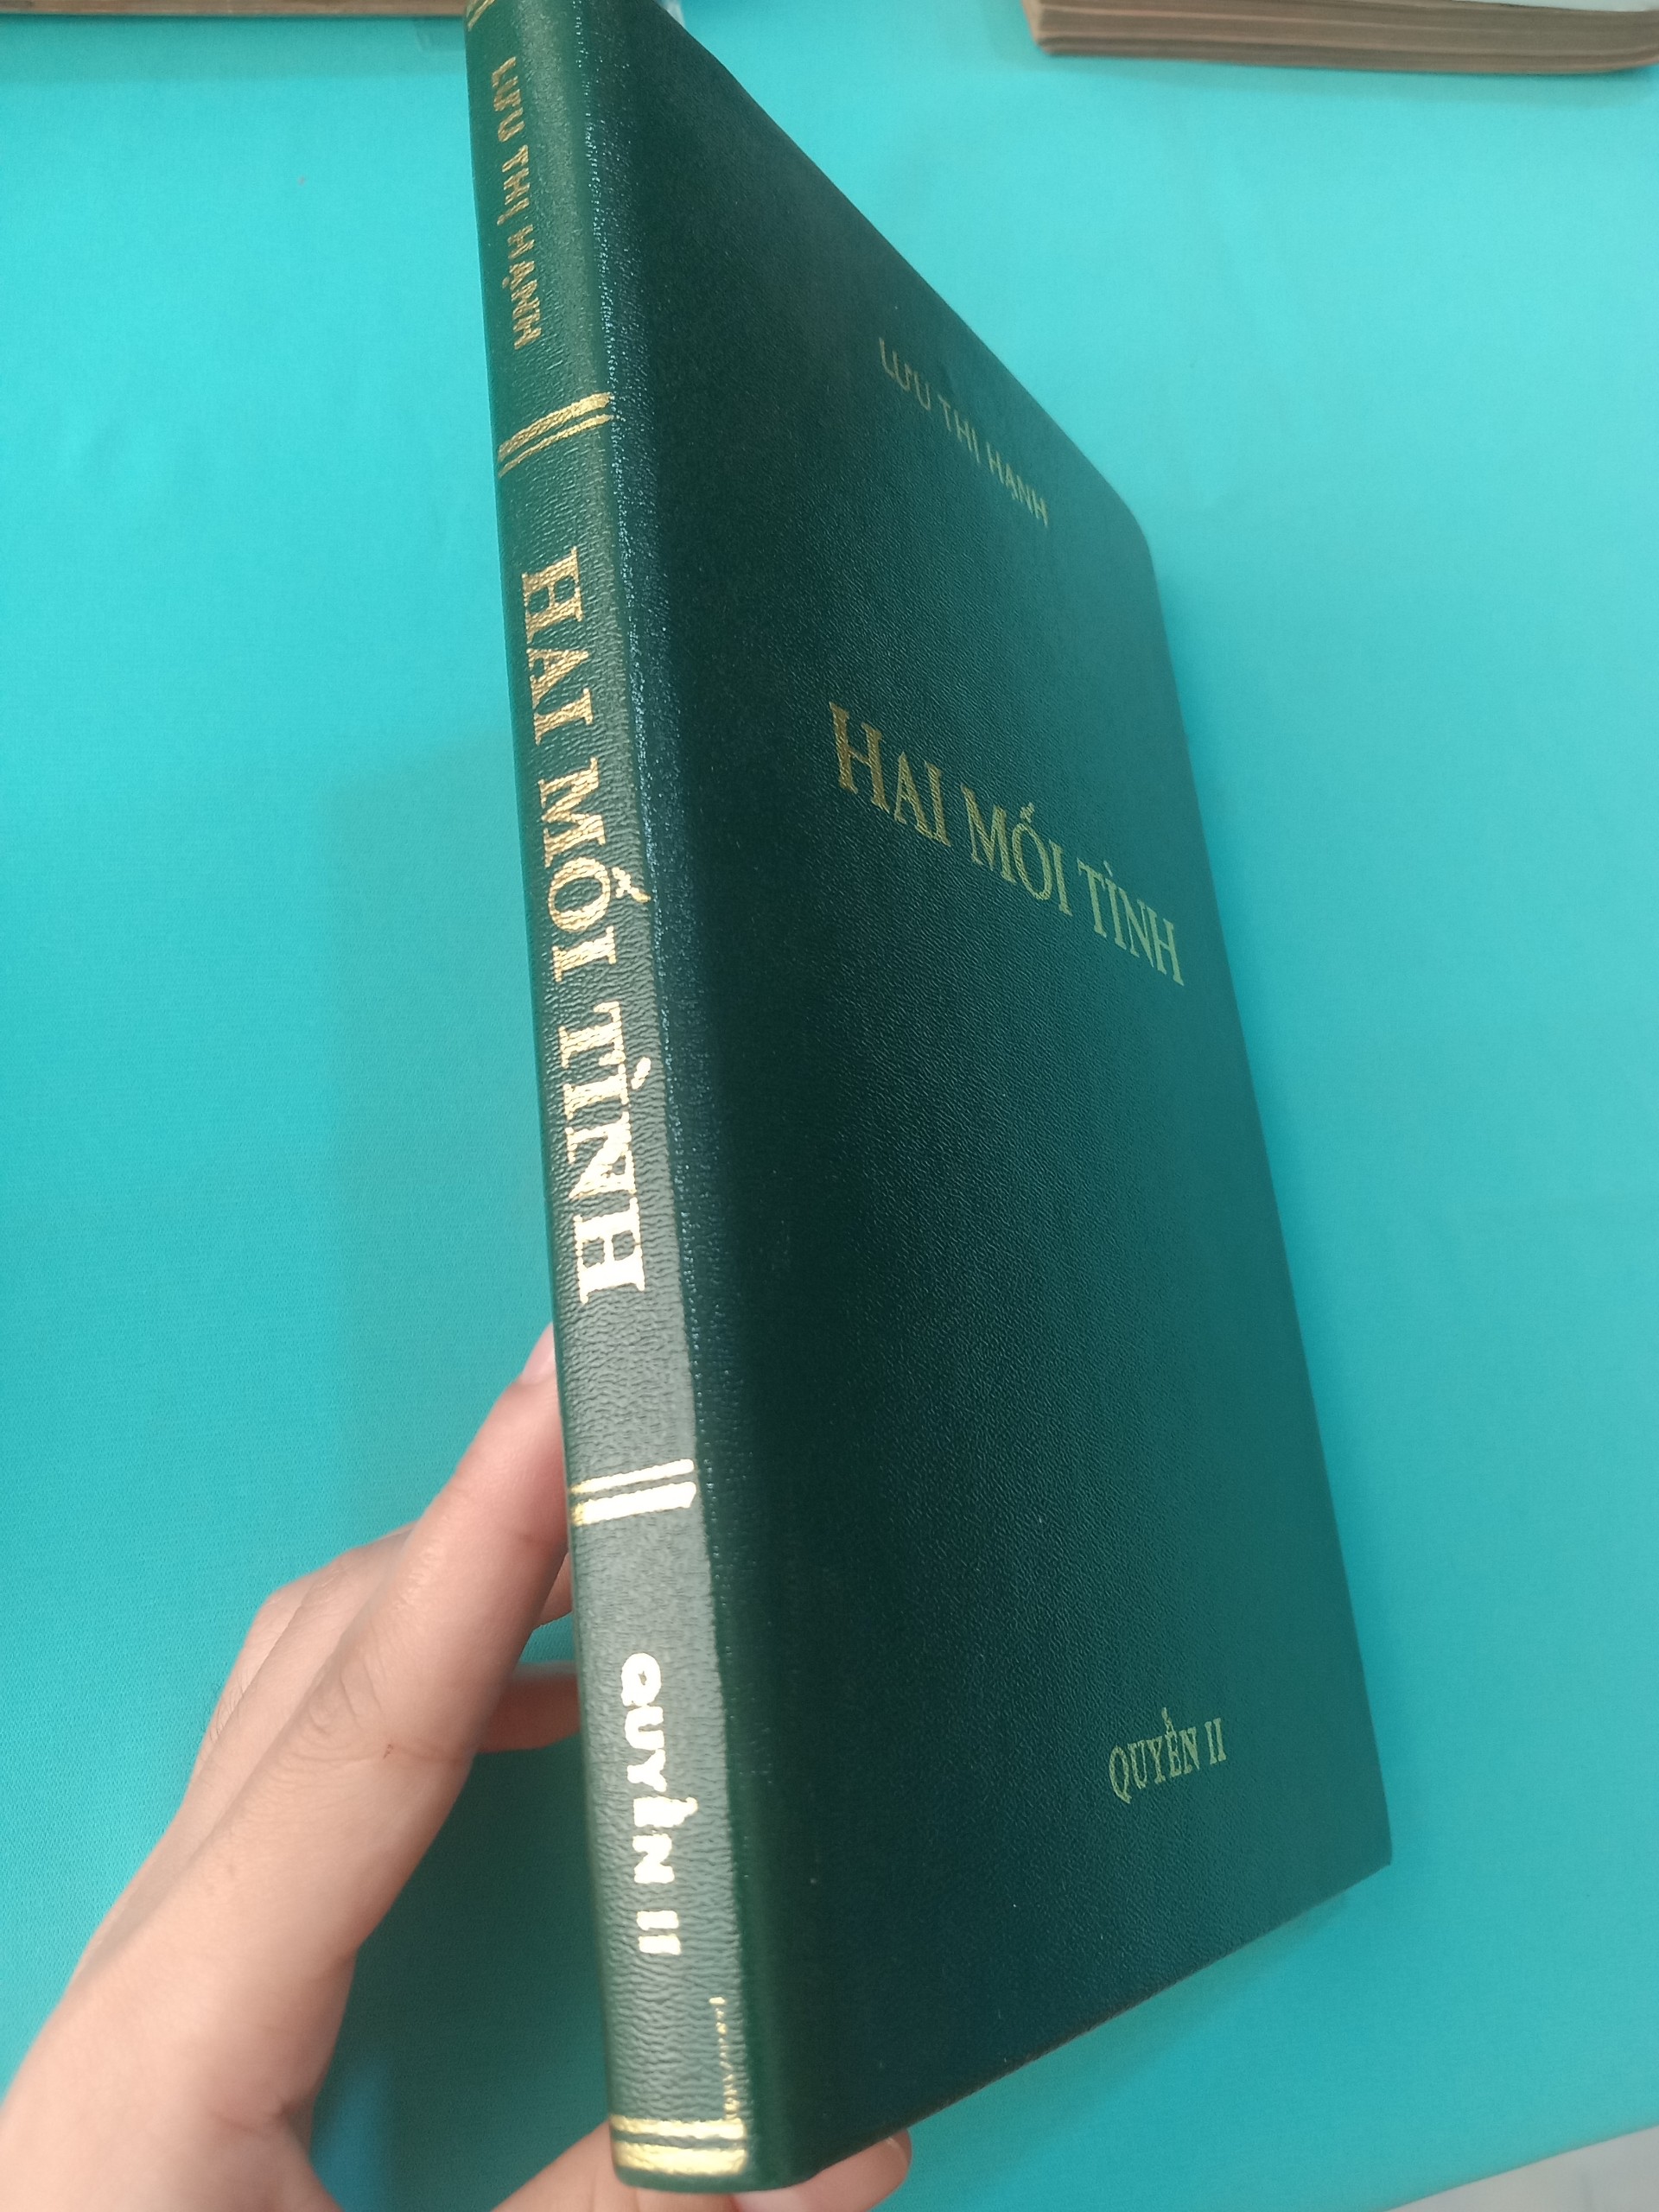 LƯU THỊ HẠNH
HAI MỐI TÌNH
QUYỂN II
LƯU THỊ HẠNH
HAI MỐI TÌNH
QUYỂN II